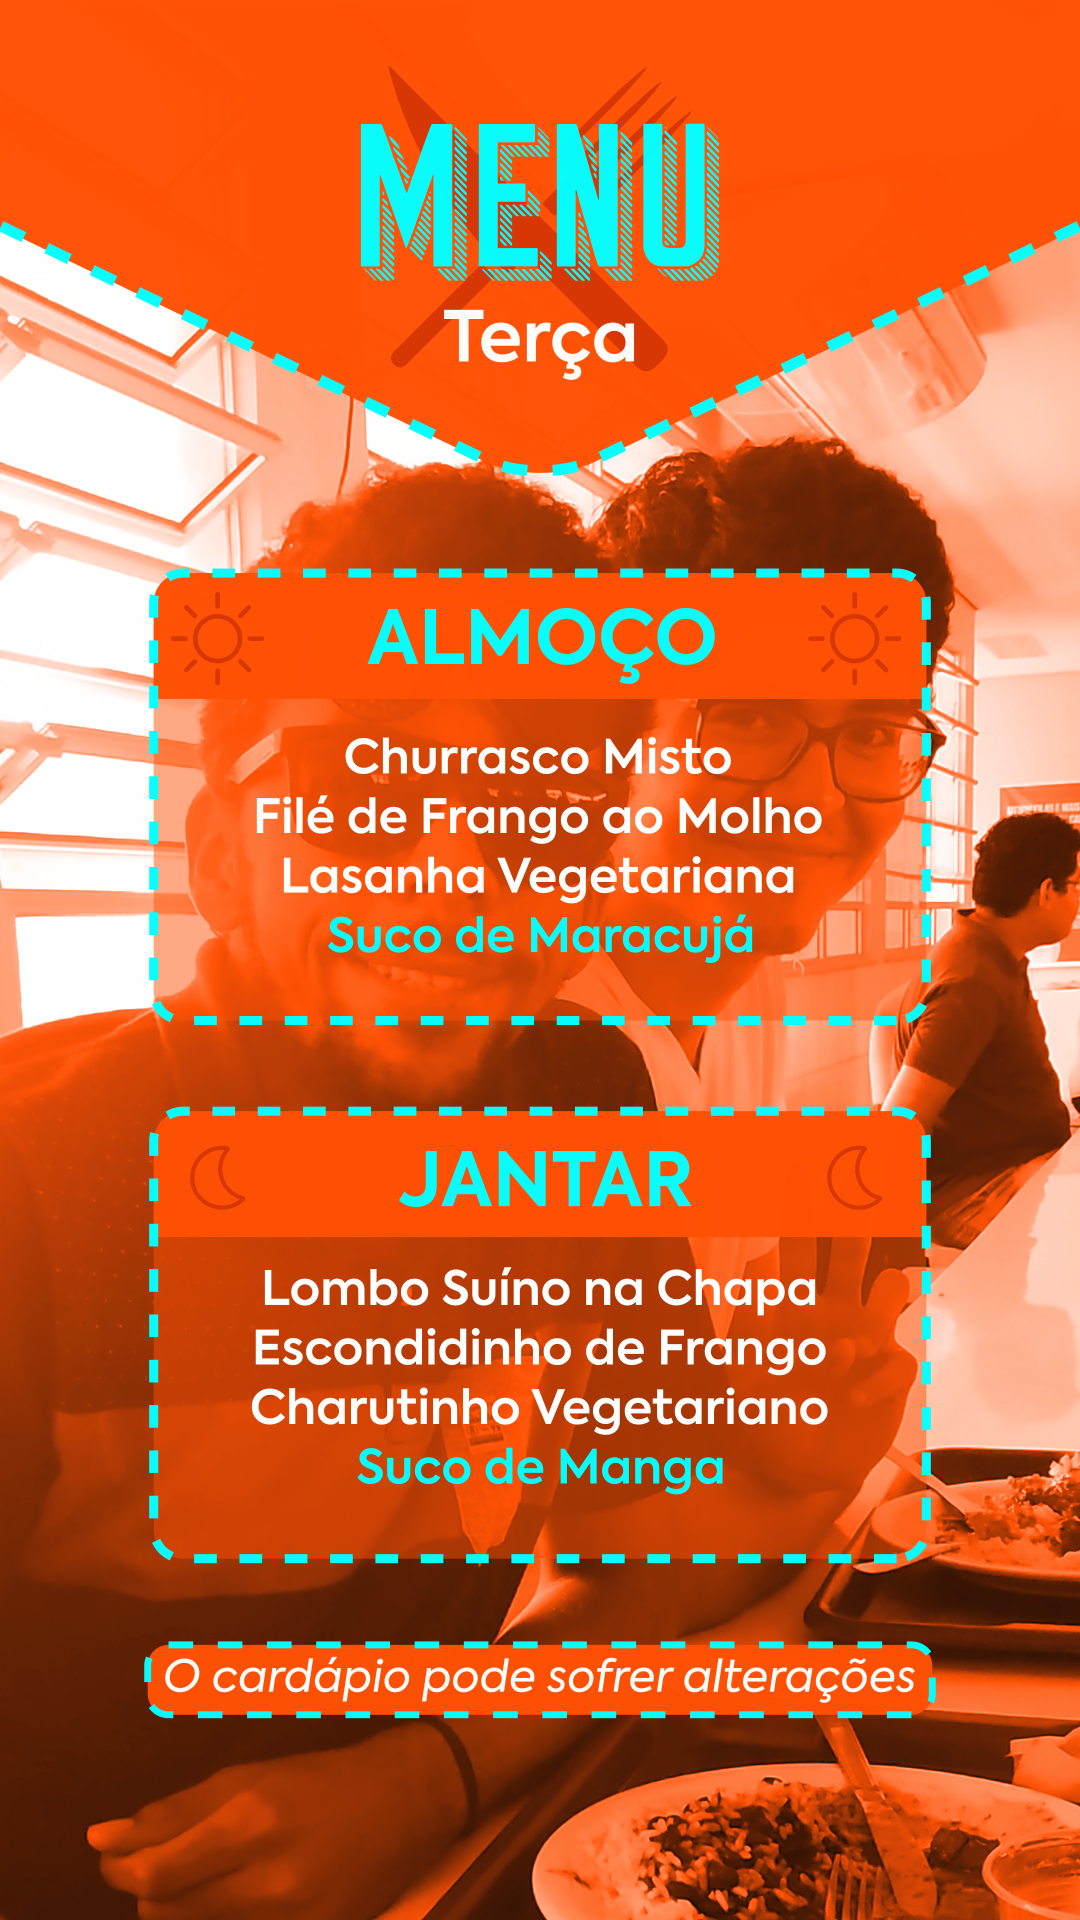 MENU
Terça
ALMOÇO
Churrasco Misto
Filé de Frango ao Molho
Lasanha Vegetariana
Suco de Maracujá
JANTAR
Lombo Suíno na Chapa
Escondidinho de Frango
Charutinho Vegetariano
Suco de Manga
O cardápio pode sofrer alterações